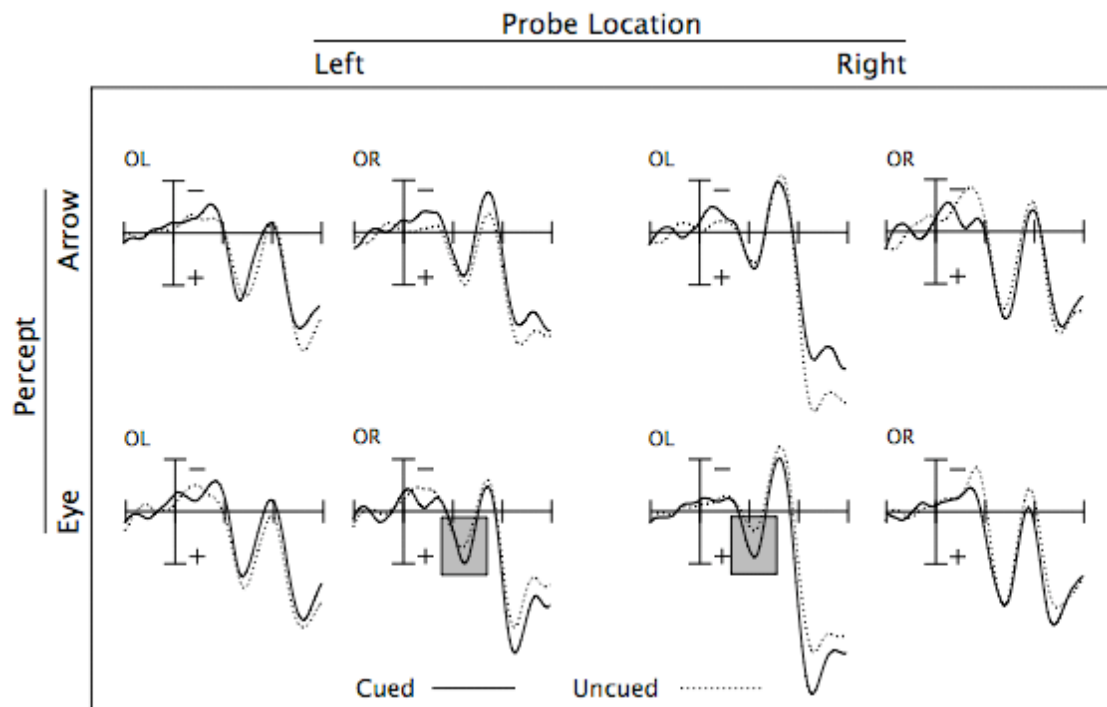 Probe Location
Left Right
Arrow
OL OR OL OR
− − − −
+ + + +
Percept
Eye
OL OR OL OR
− − − −
+ + + +
Cued Uncued